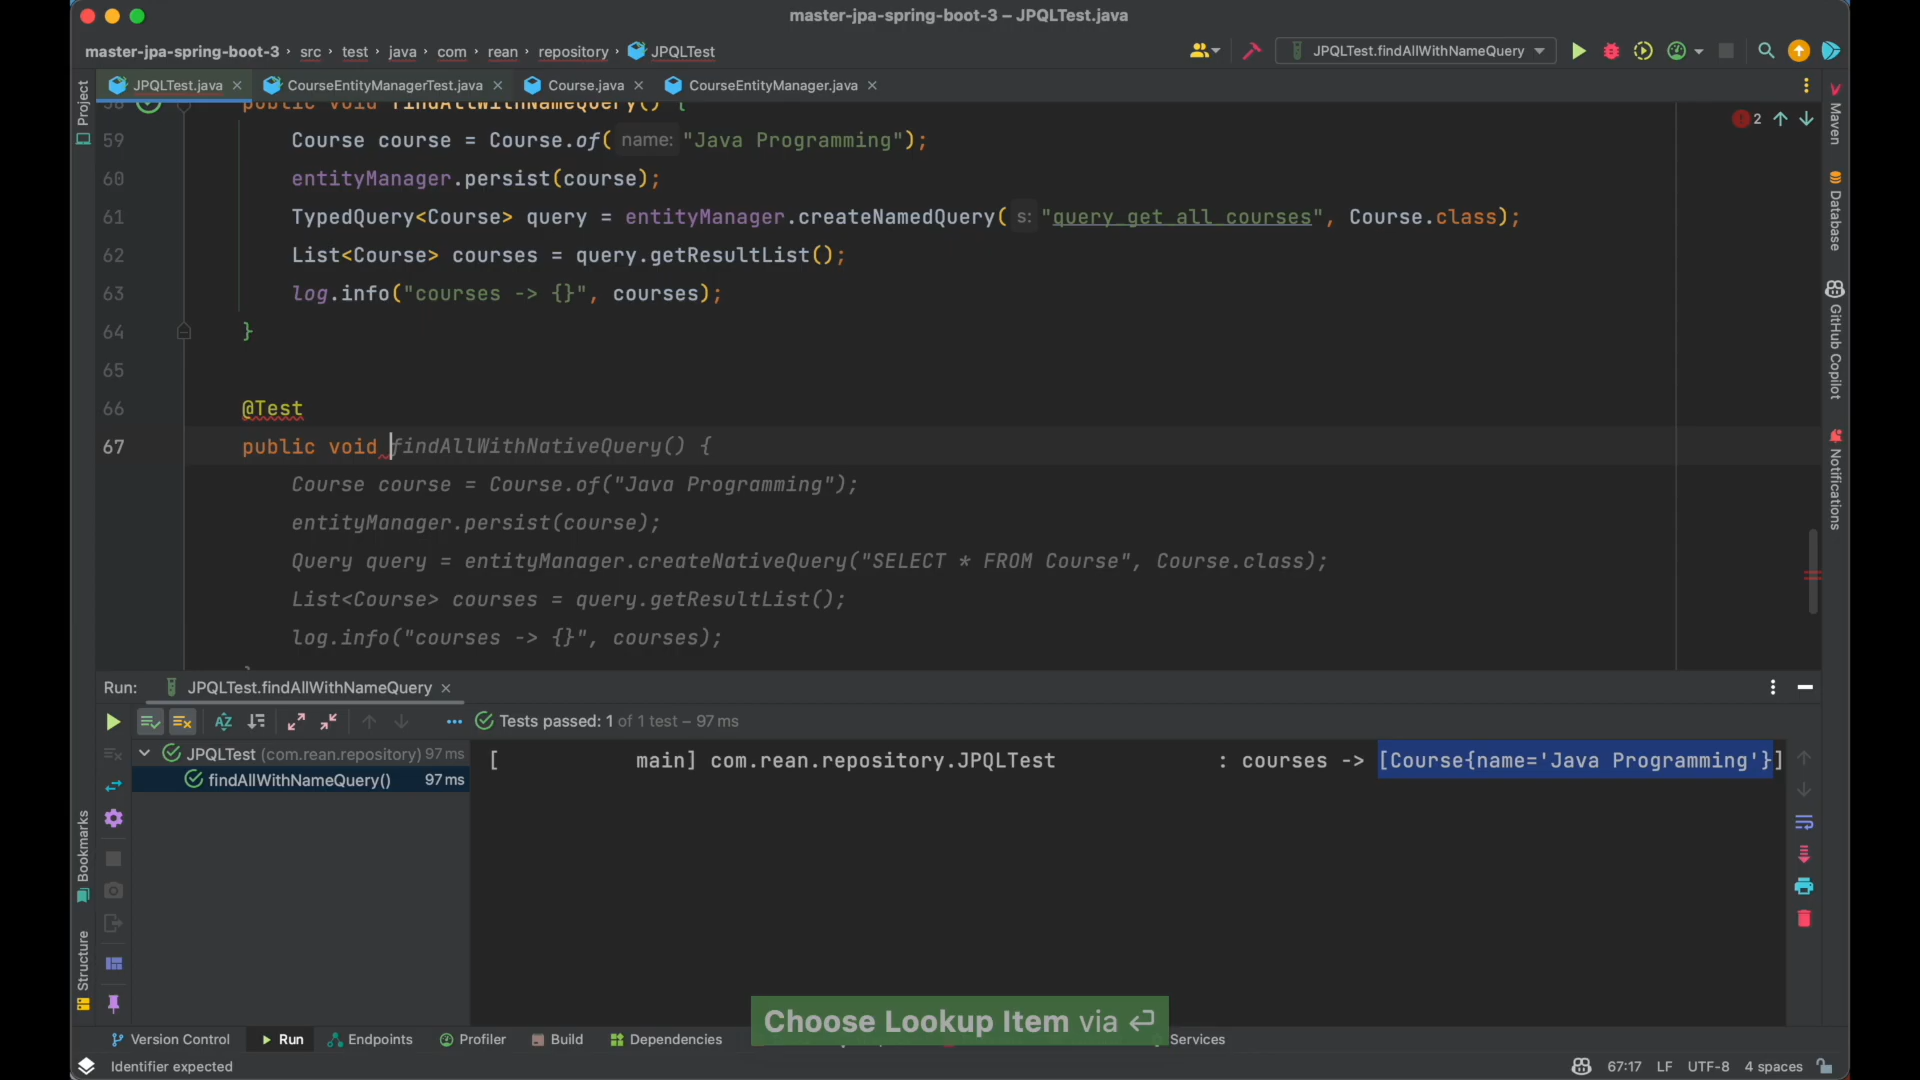 master-jpa-spring-boot-3 – JPQLTest.java
master-jpa-spring-boot-3 › src › test › java › com › rean › repository › JPQLTest
JPQLTest.findAllWithNameQuery
JPQLTest.java × CourseEntityManagerTest.java × Course.java × CourseEntityManager.java ×
Project
58 public void findAllWithNameQuery() {
2
59 Course course = Course.of( name: "Java Programming");
60 entityManager.persist(course);
61 TypedQuery<Course> query = entityManager.createNamedQuery( s: "query_get_all_courses", Course.class);
62 List<Course> courses = query.getResultList();
63 log.info("courses -> {}", courses);
64 }
65
66 @Test
67 public void findAllWithNativeQuery() {
Course course = Course.of("Java Programming");
entityManager.persist(course);
Query query = entityManager.createNativeQuery("SELECT * FROM Course", Course.class);
List<Course> courses = query.getResultList();
log.info("courses -> {}", courses);
Maven
Database
GitHub Copilot
Notifications
Run: JPQLTest.findAllWithNameQuery ×
Tests passed: 1 of 1 test – 97 ms
JPQLTest (com.rean.repository) 97 ms
findAllWithNameQuery() 97 ms
[ main] com.rean.repository.JPQLTest : courses -> [Course{name='Java Programming'}]
Bookmarks
Structure
Choose Lookup Item via ⏎
Version Control Run Endpoints Profiler Build Dependencies Services
Identifier expected
67:17 LF UTF-8 4 spaces